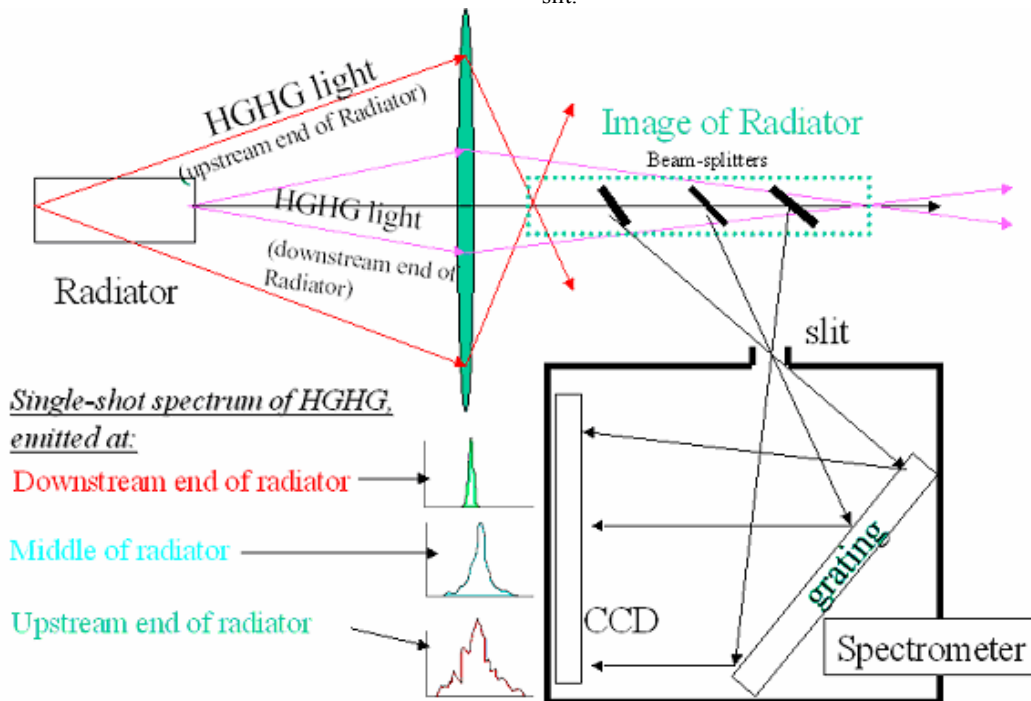 slit.
HGHG light
(upstream end of Radiator)
Image of Radiator
Beam-splitters
HGHG light
(downstream end of
Radiator)
Radiator
slit
Single-shot spectrum of HGHG,
emitted at:
Downstream end of radiator
Middle of radiator
Upstream end of radiator
CCD
grating
Spectrometer